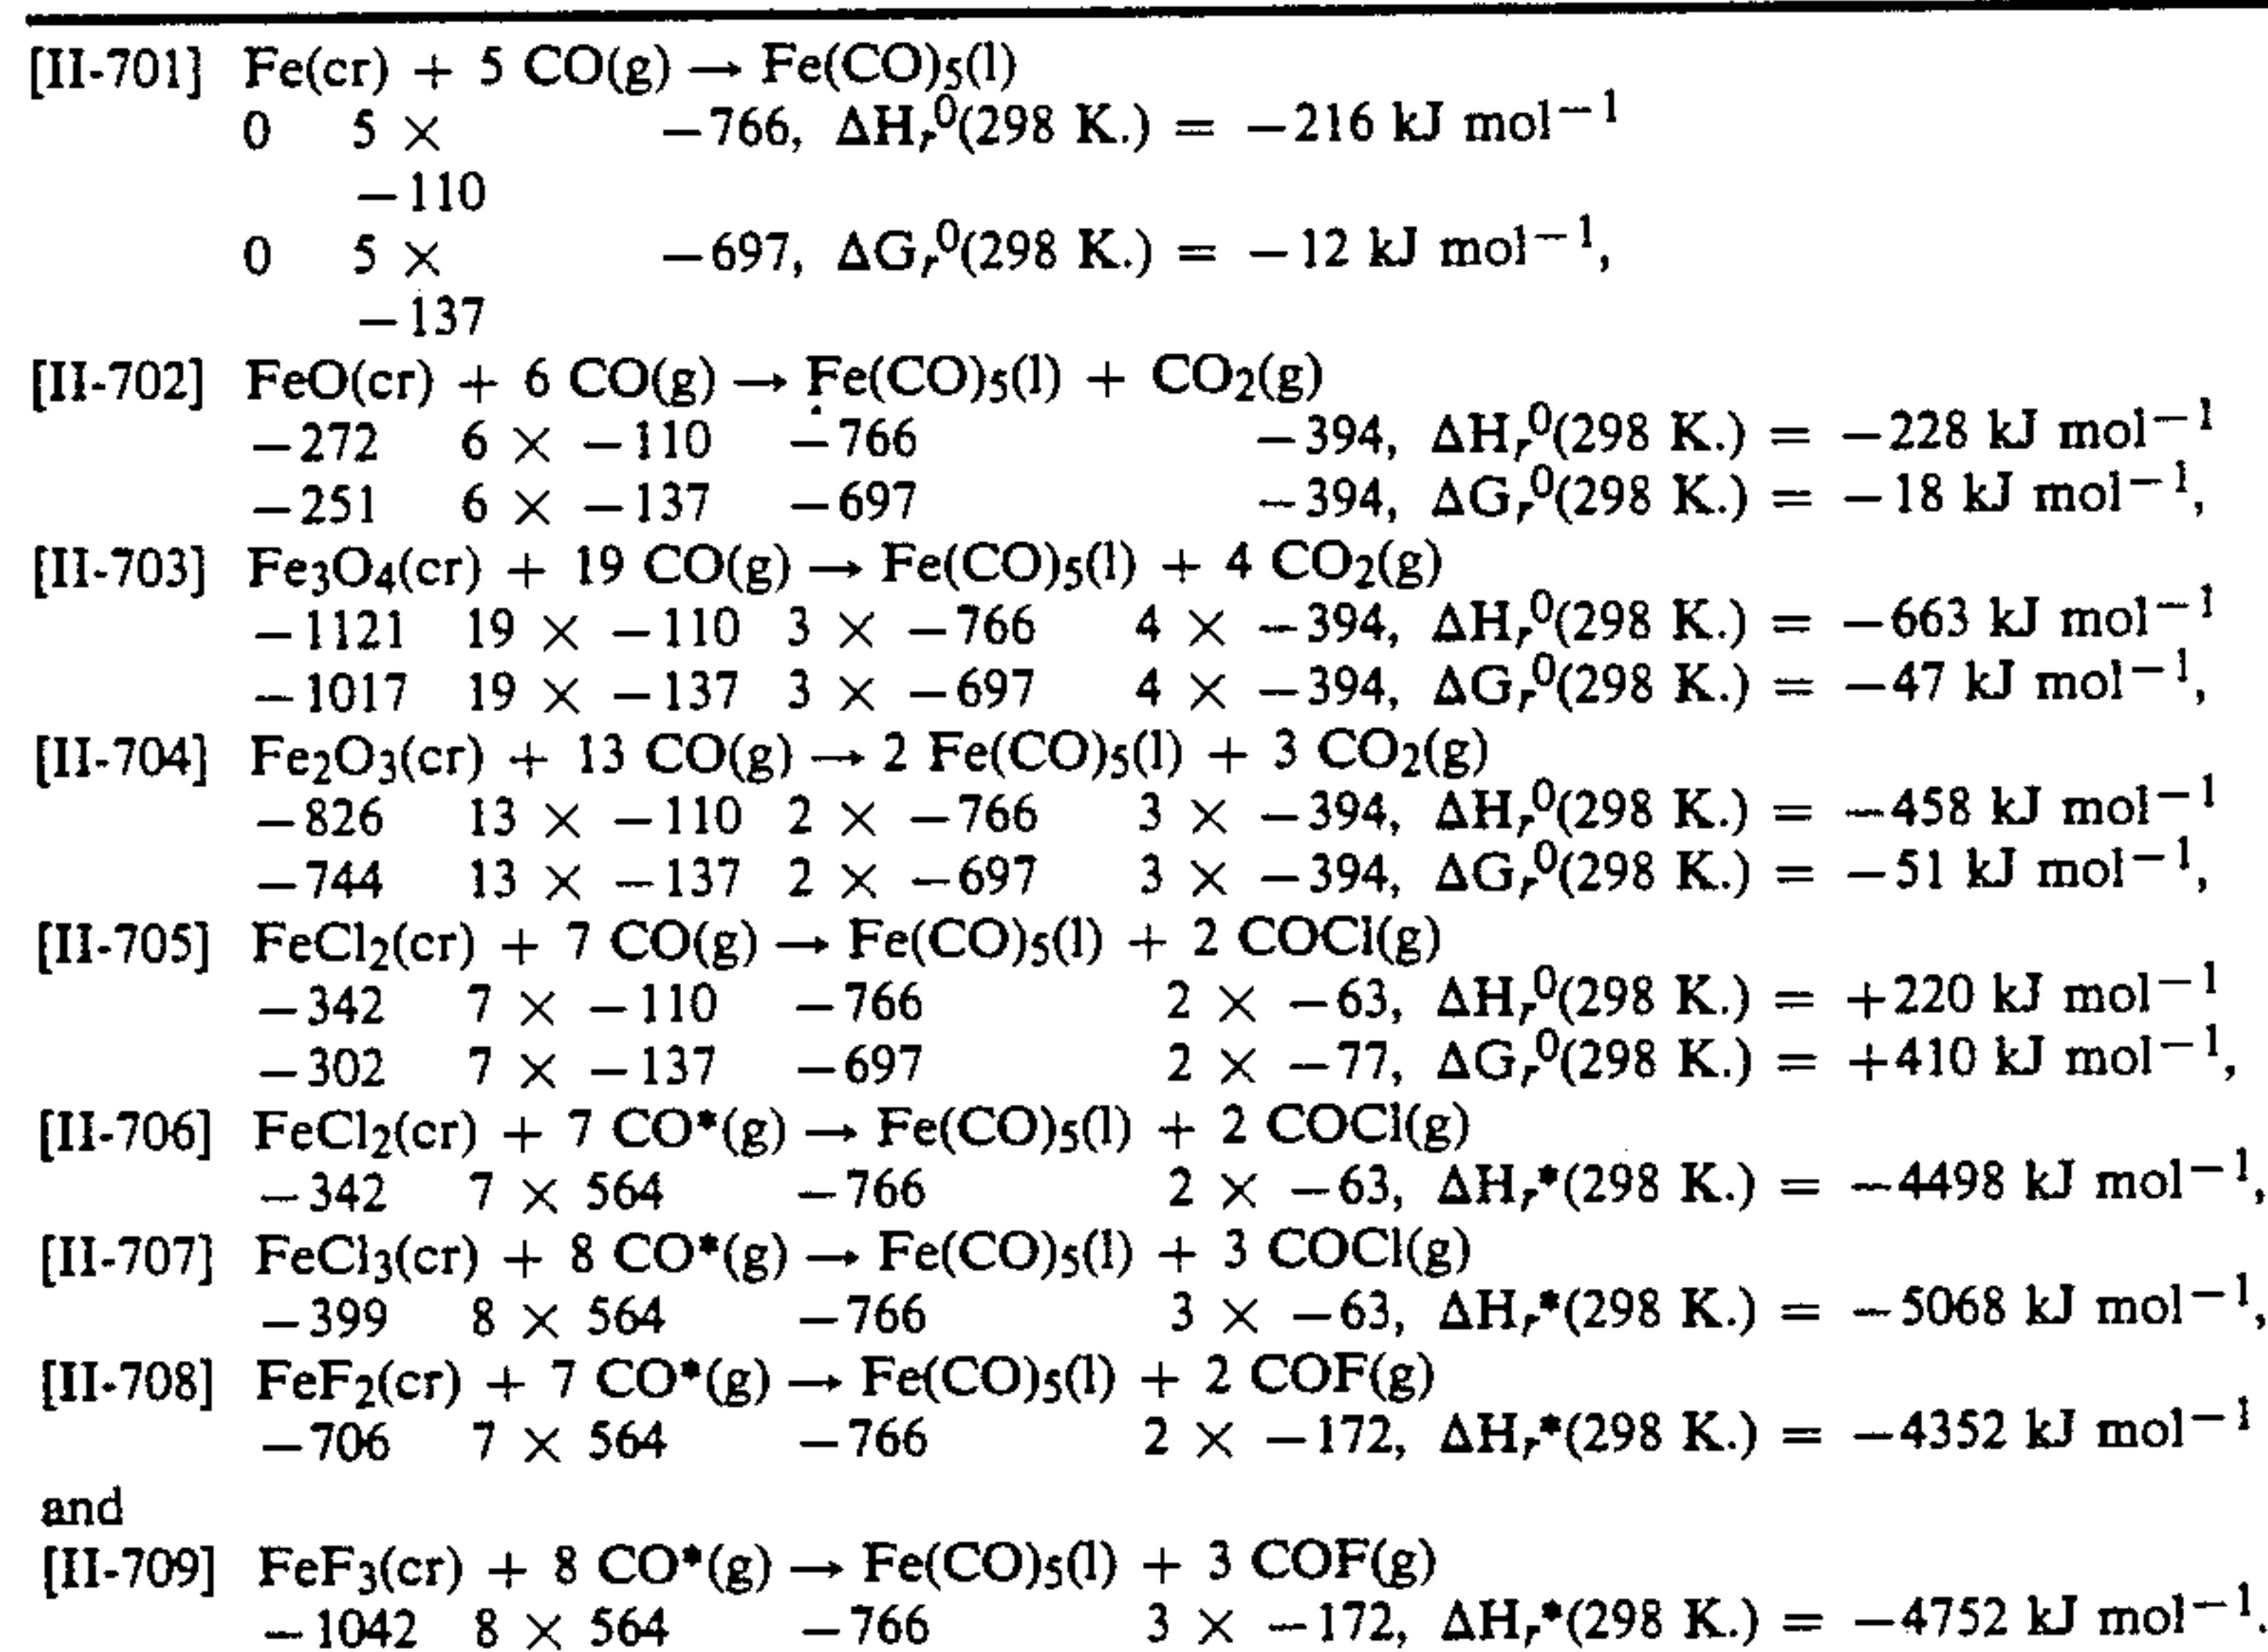 [II-701] Fe(cr) + 5 CO(g) → Fe(CO)₅(l)
0 5 × −766, ΔHᵣ⁰(298 K.) = −216 kJ mol⁻¹
−110
0 5 × −697, ΔGᵣ⁰(298 K.) = −12 kJ mol⁻¹,
−137
[II-702] FeO(cr) + 6 CO(g) → Fe(CO)₅(l) + CO₂(g)
−272 6 × −110 −766 −394, ΔHᵣ⁰(298 K.) = −228 kJ mol⁻¹
−251 6 × −137 −697 −394, ΔGᵣ⁰(298 K.) = −18 kJ mol⁻¹,
[II-703] Fe₃O₄(cr) + 19 CO(g) → Fe(CO)₅(l) + 4 CO₂(g)
−1121 19 × −110 3 × −766 4 × −394, ΔHᵣ⁰(298 K.) = −663 kJ mol⁻¹
−1017 19 × −137 3 × −697 4 × −394, ΔGᵣ⁰(298 K.) = −47 kJ mol⁻¹,
[II-704] Fe₂O₃(cr) + 13 CO(g) → 2 Fe(CO)₅(l) + 3 CO₂(g)
−826 13 × −110 2 × −766 3 × −394, ΔHᵣ⁰(298 K.) = −458 kJ mol⁻¹
−744 13 × −137 2 × −697 3 × −394, ΔGᵣ⁰(298 K.) = −51 kJ mol⁻¹,
[II-705] FeCl₂(cr) + 7 CO(g) → Fe(CO)₅(l) + 2 COCl(g)
−342 7 × −110 −766 2 × −63, ΔHᵣ⁰(298 K.) = +220 kJ mol⁻¹
−302 7 × −137 −697 2 × −77, ΔGᵣ⁰(298 K.) = +410 kJ mol⁻¹,
[II-706] FeCl₂(cr) + 7 CO*(g) → Fe(CO)₅(l) + 2 COCl(g)
−342 7 × 564 −766 2 × −63, ΔHᵣ*(298 K.) = −4498 kJ mol⁻¹,
[II-707] FeCl₃(cr) + 8 CO*(g) → Fe(CO)₅(l) + 3 COCl(g)
−399 8 × 564 −766 3 × −63, ΔHᵣ*(298 K.) = −5068 kJ mol⁻¹,
[II-708] FeF₂(cr) + 7 CO*(g) → Fe(CO)₅(l) + 2 COF(g)
−706 7 × 564 −766 2 × −172, ΔHᵣ*(298 K.) = −4352 kJ mol⁻¹
and
[II-709] FeF₃(cr) + 8 CO*(g) → Fe(CO)₅(l) + 3 COF(g)
−1042 8 × 564 −766 3 × −172, ΔHᵣ*(298 K.) = −4752 kJ mol⁻¹,